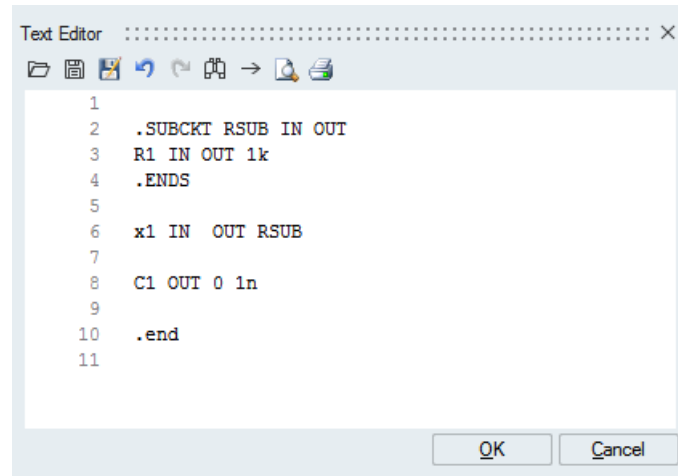 Text Editor
1
2 .SUBCKT RSUB IN OUT
3 R1 IN OUT 1k
4 .ENDS
5
6 x1 IN  OUT RSUB
7
8 C1 OUT 0 1n
9
10 .end
11
OK Cancel